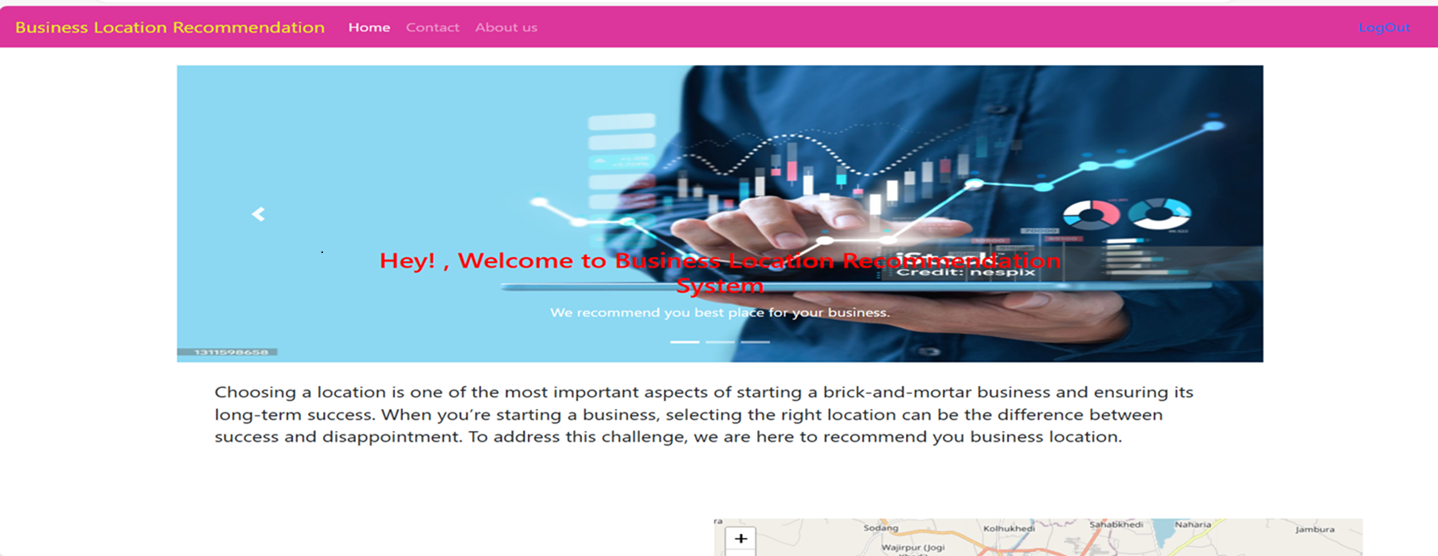 Business Location Recommendation Home Contact About us LogOut
Hey! , Welcome to Business Location Recommendation
System
Credit: nespix
We recommend you best place for your business.
1311598658
Choosing a location is one of the most important aspects of starting a brick-and-mortar business and ensuring its
long-term success. When you’re starting a business, selecting the right location can be the difference between
success and disappointment. To address this challenge, we are here to recommend you business location.
ra Sodang Kolhukhedi Sahabkhedi Naharia Jambura
+
Wajirpur (Jogi